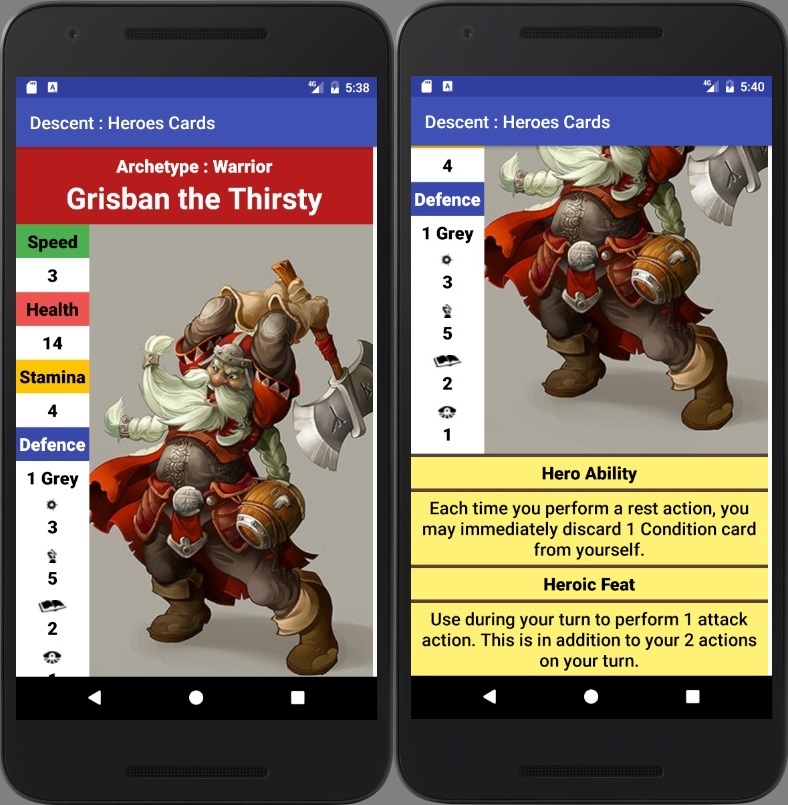 4G 5:38
Descent : Heroes Cards
Archetype : Warrior
Grisban the Thirsty
Speed
3
Health
14
Stamina
4
Defence
1 Grey
3
5
2
4G 5:40
Descent : Heroes Cards
4
Defence
1 Grey
3
5
2
1
Hero Ability
Each time you perform a rest action, you
may immediately discard 1 Condition card
from yourself.
Heroic Feat
Use during your turn to perform 1 attack
action. This is in addition to your 2 actions
on your turn.